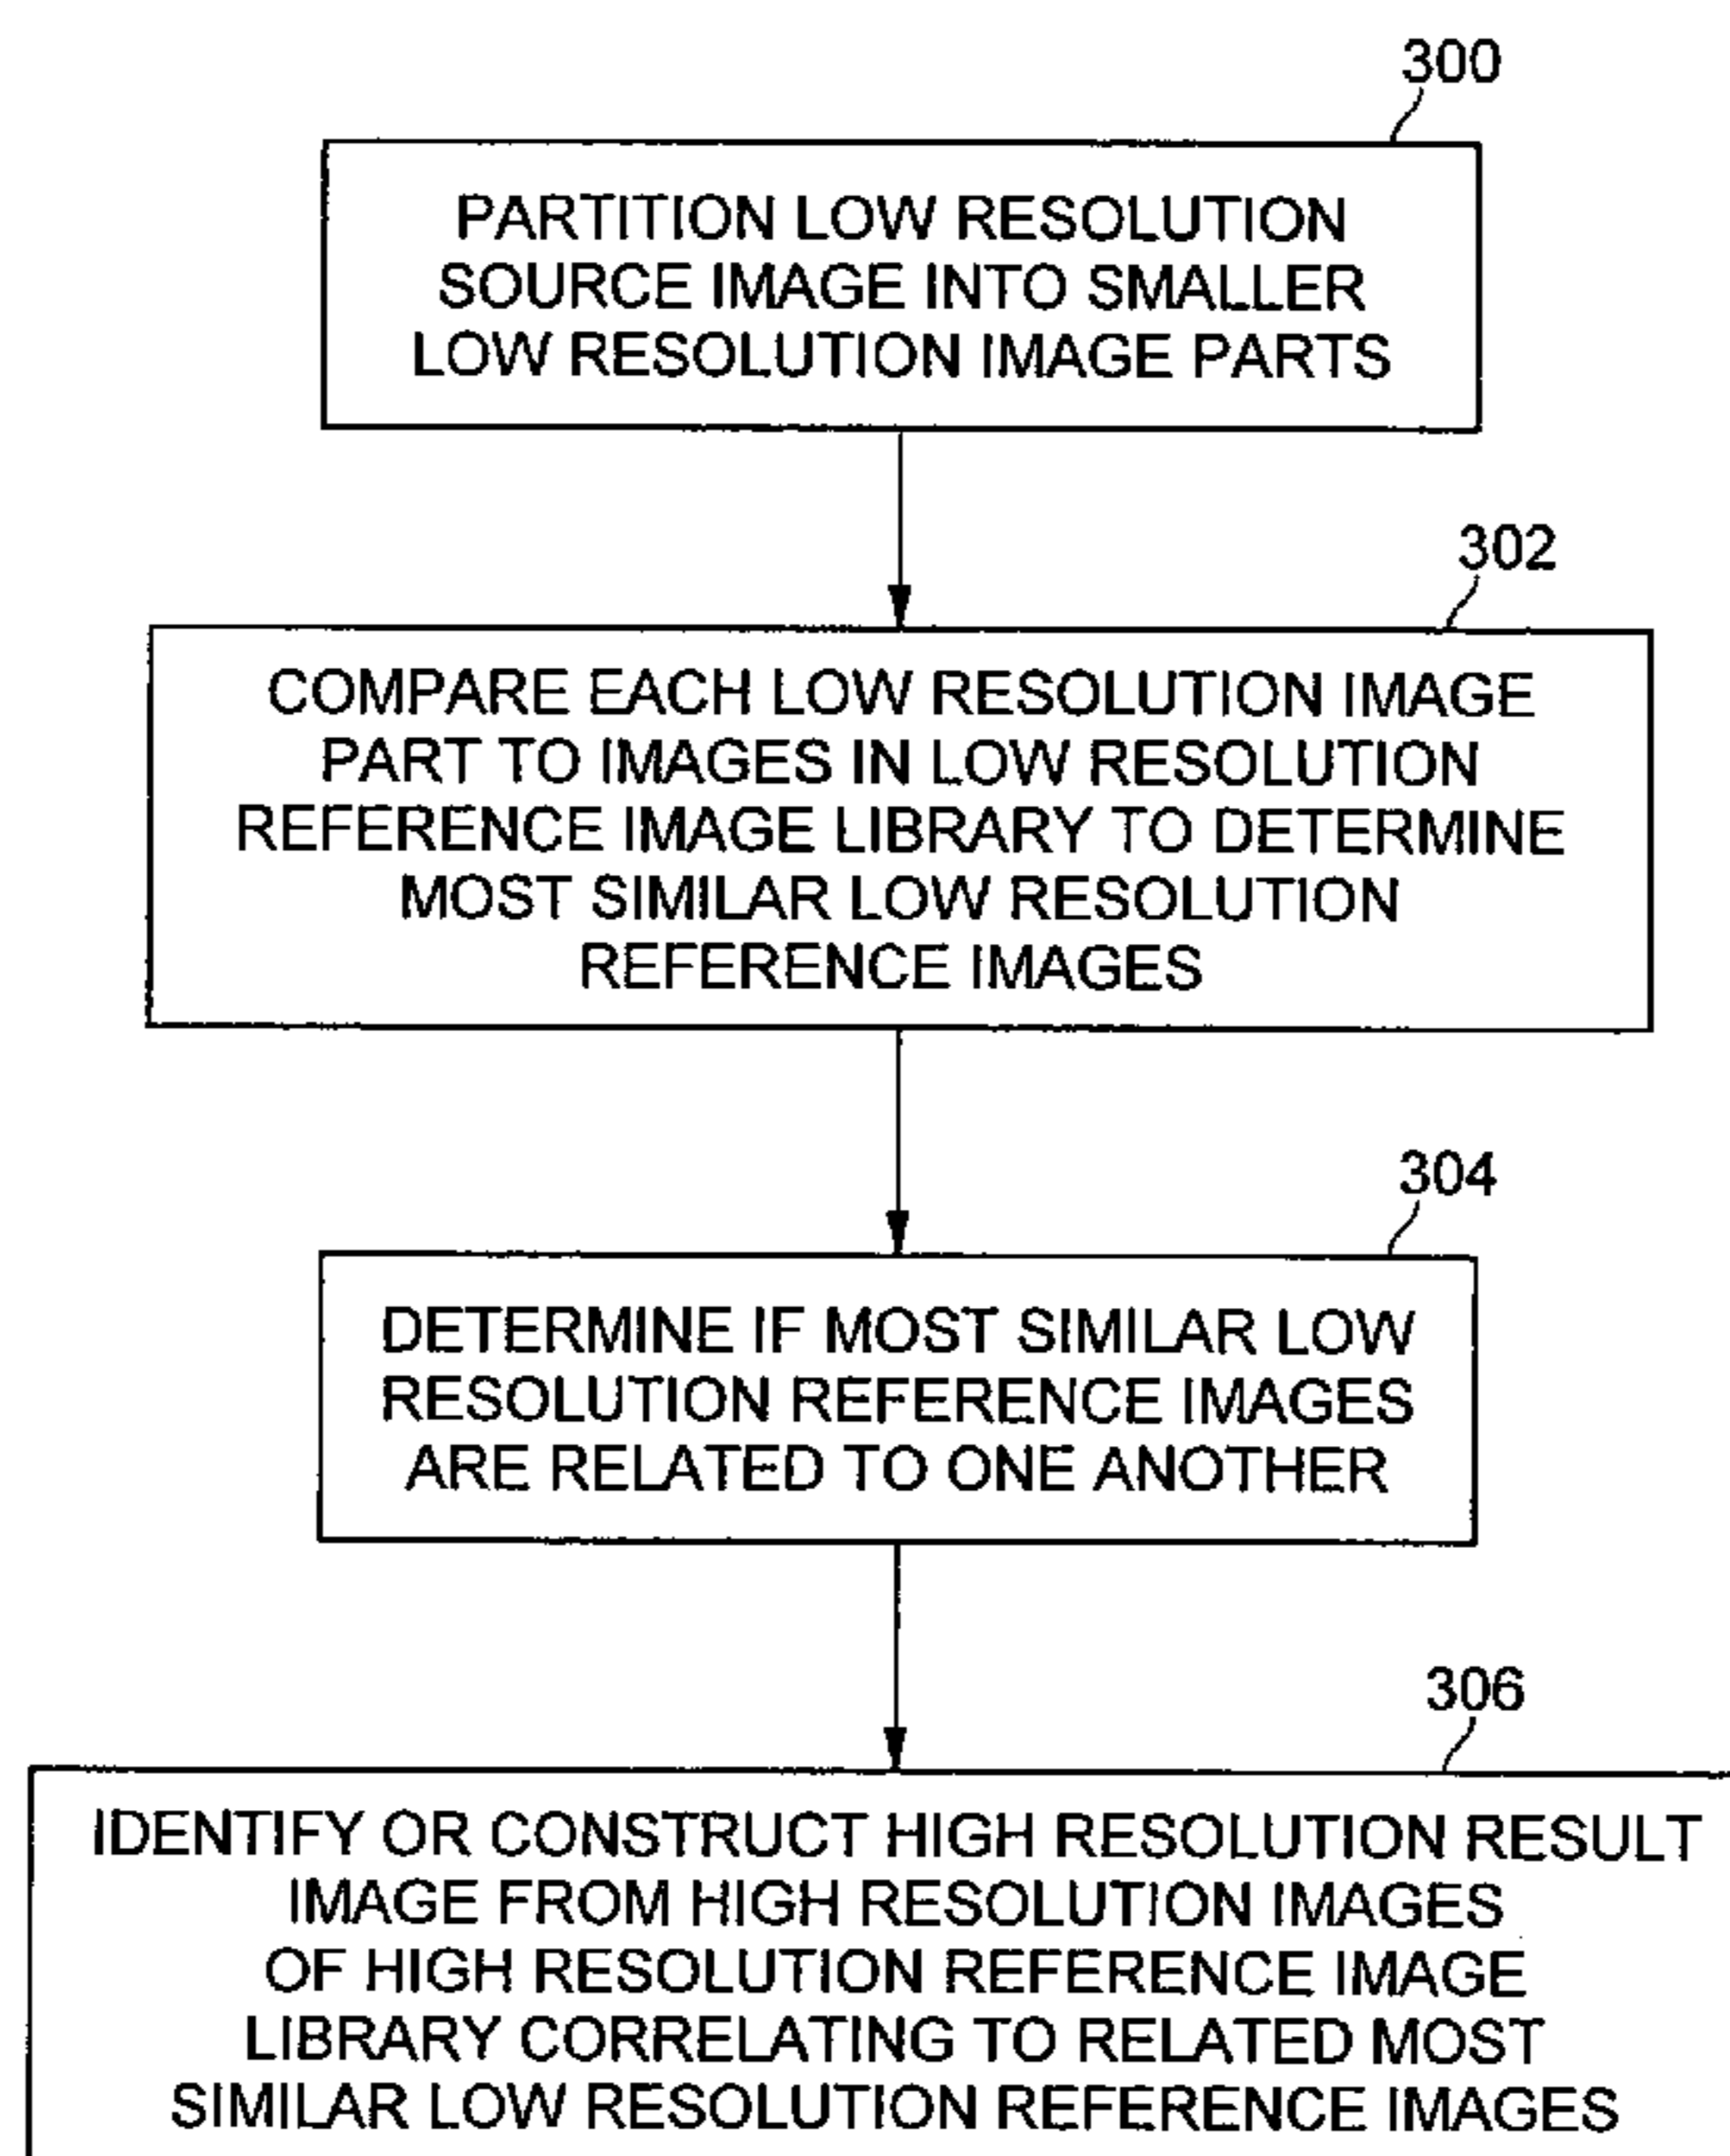 300
PARTITION LOW RESOLUTION
SOURCE IMAGE INTO SMALLER
LOW RESOLUTION IMAGE PARTS
302
COMPARE EACH LOW RESOLUTION IMAGE
PART TO IMAGES IN LOW RESOLUTION
REFERENCE IMAGE LIBRARY TO DETERMINE
MOST SIMILAR LOW RESOLUTION
REFERENCE IMAGES
304
DETERMINE IF MOST SIMILAR LOW
RESOLUTION REFERENCE IMAGES
ARE RELATED TO ONE ANOTHER
306
IDENTIFY OR CONSTRUCT HIGH RESOLUTION RESULT
IMAGE FROM HIGH RESOLUTION IMAGES
OF HIGH RESOLUTION REFERENCE IMAGE
LIBRARY CORRELATING TO RELATED MOST
SIMILAR LOW RESOLUTION REFERENCE IMAGES